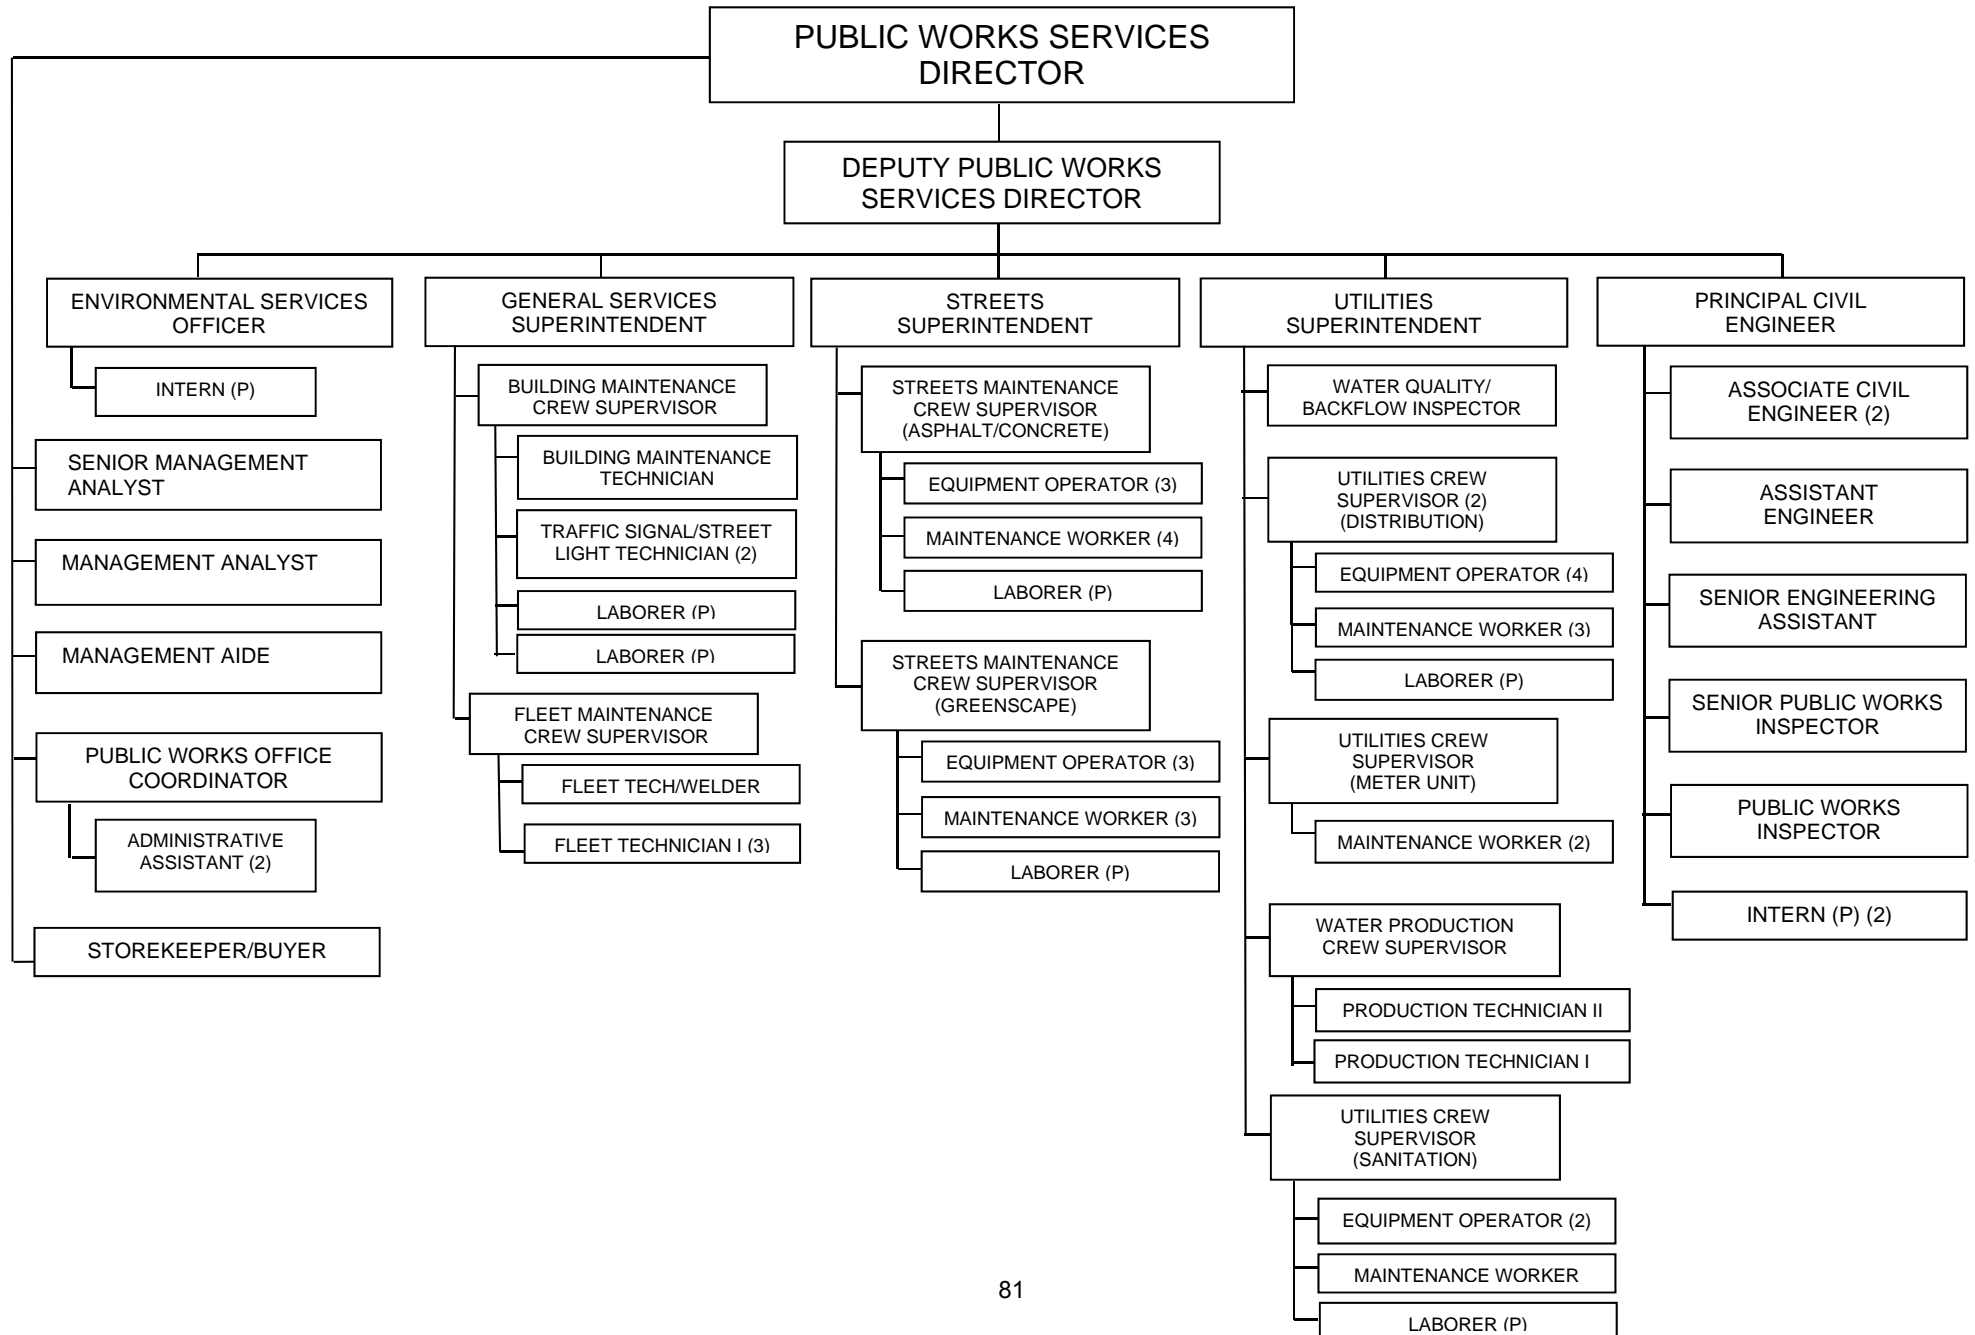 PUBLIC WORKS SERVICES
DIRECTOR
DEPUTY PUBLIC WORKS
SERVICES DIRECTOR
ENVIRONMENTAL SERVICES
OFFICER
INTERN (P)
SENIOR MANAGEMENT
ANALYST
MANAGEMENT ANALYST
MANAGEMENT AIDE
PUBLIC WORKS OFFICE
COORDINATOR
ADMINISTRATIVE
ASSISTANT (2)
STOREKEEPER/BUYER
GENERAL SERVICES
SUPERINTENDENT
BUILDING MAINTENANCE
CREW SUPERVISOR
BUILDING MAINTENANCE
TECHNICIAN
TRAFFIC SIGNAL/STREET
LIGHT TECHNICIAN (2)
LABORER (P)
LABORER (P)
FLEET MAINTENANCE
CREW SUPERVISOR
FLEET TECH/WELDER
FLEET TECHNICIAN I (3)
STREETS
SUPERINTENDENT
STREETS MAINTENANCE
CREW SUPERVISOR
(ASPHALT/CONCRETE)
EQUIPMENT OPERATOR (3)
MAINTENANCE WORKER (4)
LABORER (P)
STREETS MAINTENANCE
CREW SUPERVISOR
(GREENSCAPE)
EQUIPMENT OPERATOR (3)
MAINTENANCE WORKER (3)
LABORER (P)
UTILITIES
SUPERINTENDENT
WATER QUALITY/
BACKFLOW INSPECTOR
UTILITIES CREW
SUPERVISOR (2)
(DISTRIBUTION)
EQUIPMENT OPERATOR (4)
MAINTENANCE WORKER (3)
LABORER (P)
UTILITIES CREW
SUPERVISOR
(METER UNIT)
MAINTENANCE WORKER (2)
WATER PRODUCTION
CREW SUPERVISOR
PRODUCTION TECHNICIAN II
PRODUCTION TECHNICIAN I
UTILITIES CREW
SUPERVISOR
(SANITATION)
EQUIPMENT OPERATOR (2)
MAINTENANCE WORKER
LABORER (P)
PRINCIPAL CIVIL
ENGINEER
ASSOCIATE CIVIL
ENGINEER (2)
ASSISTANT
ENGINEER
SENIOR ENGINEERING
ASSISTANT
SENIOR PUBLIC WORKS
INSPECTOR
PUBLIC WORKS
INSPECTOR
INTERN (P) (2)
81